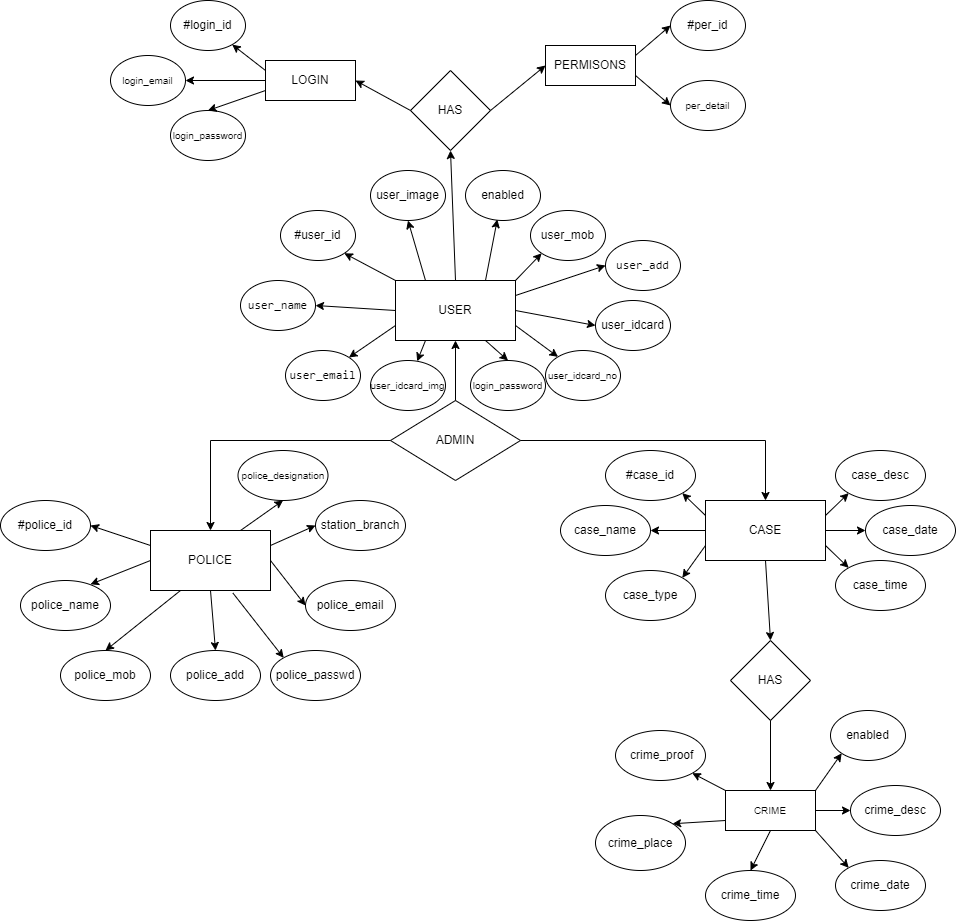 #login_id
#per_id
login_email
LOGIN
PERMISONS
HAS
per_detail
login_password
user_image
enabled
#user_id
user_mob
user_add
user_name
USER
user_idcard
user_email
user_idcard_img
login_password
user_idcard_no
ADMIN
police_designation
#case_id
case_desc
#police_id
station_branch
case_name
CASE
case_date
POLICE
case_type
case_time
police_name
police_email
police_mob
police_add
police_passwd
HAS
enabled
crime_proof
CRIME
crime_desc
crime_place
crime_time
crime_date